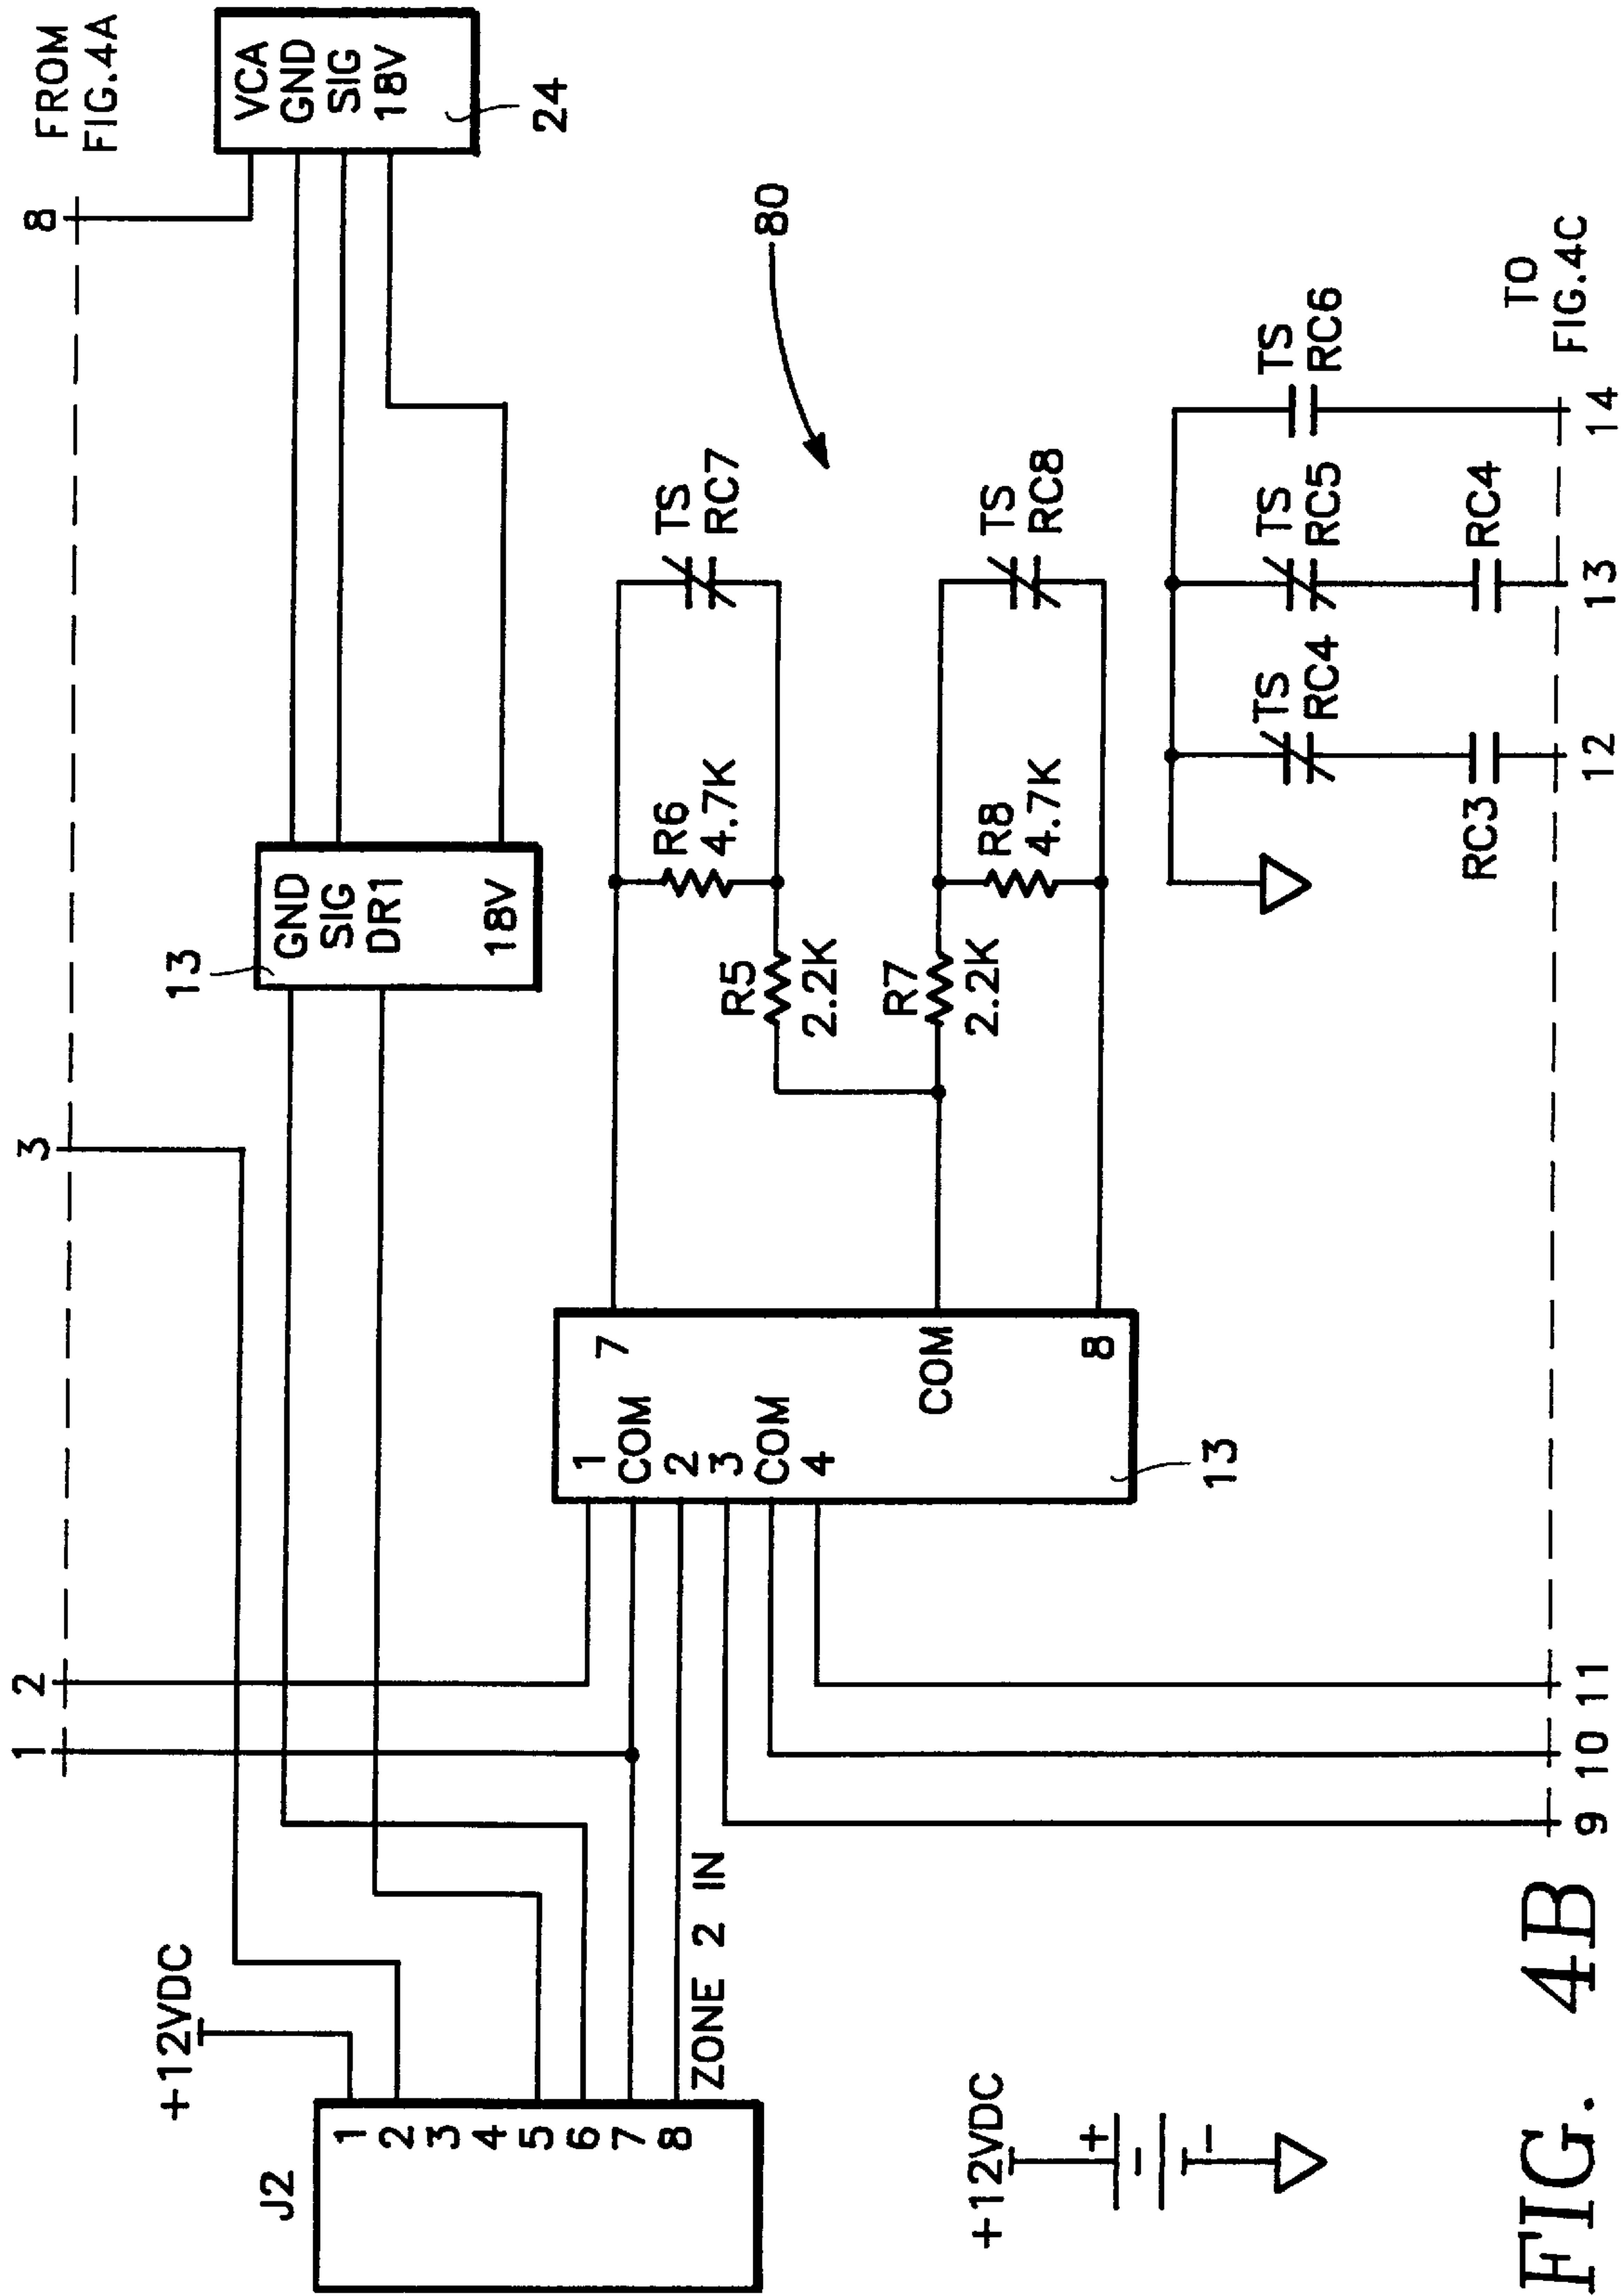 1
2
3
8
FROM
FIG.4A
+12VDC
J2
1
2
3
4
5
6
7
8
ZONE 2 IN
13
GND
SIG
DR1
18V
VCA
GND
SIG
18V
24
1
COM
2
3
COM
4
7
COM
8
13
R6
4.7K
R5
2.2K
R7
2.2K
R8
4.7K
TS
RC7
TS
RC8
80
+12VDC
+
-
TS
RC4
RC3
TS
RC5
RC4
TS
RC6
9
10
11
12
13
14
TO
FIG.4C
FIG. 4B